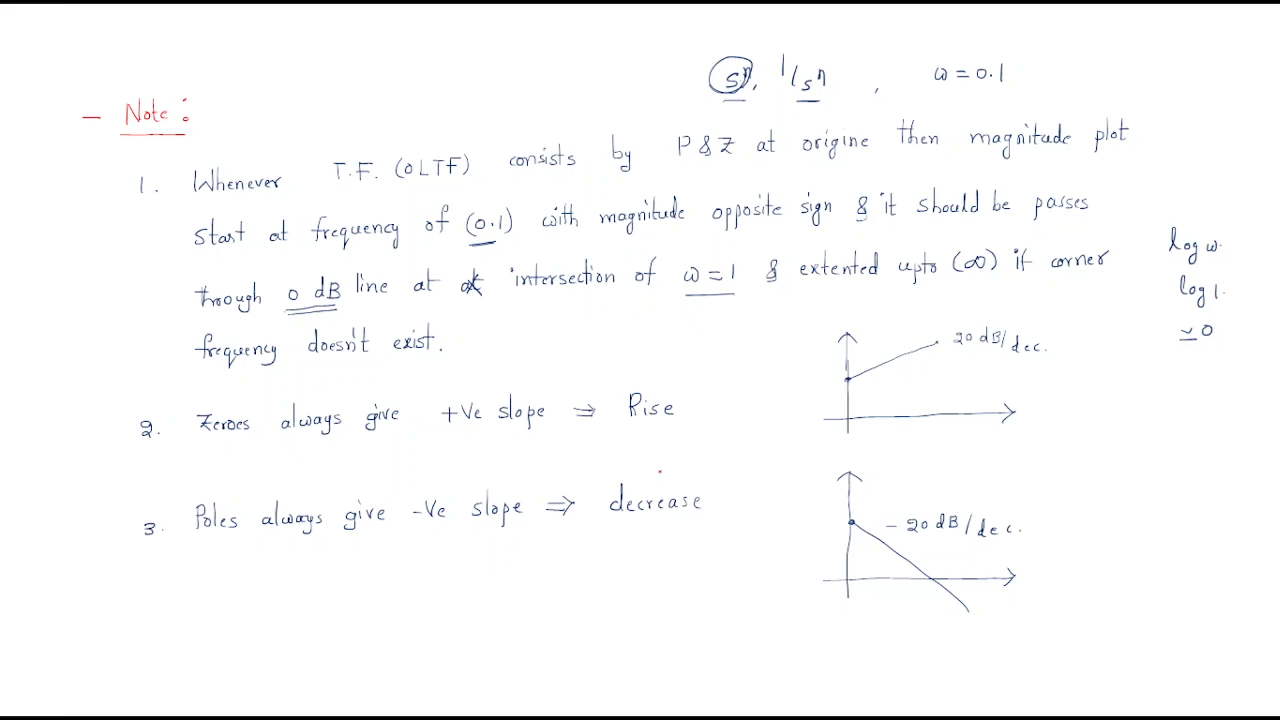 sⁿ, 1/sⁿ , ω = 0.1
– Note :
1. Whenever T.F. (OLTF) consists by P & Z at origine then magnitude plot
start at frequency of (0.1) with magnitude opposite sign & it should be passes
through 0 dB line at intersection of ω = 1 & extented upto (∞) if corner
frequency doesn't exist.
log ω.
log 1.
≃ 0
20 dB/dec.
2. Zeroes always give +Ve slope ⇒ Rise
3. Poles always give -Ve slope ⇒ decrease
– 20 dB/dec.